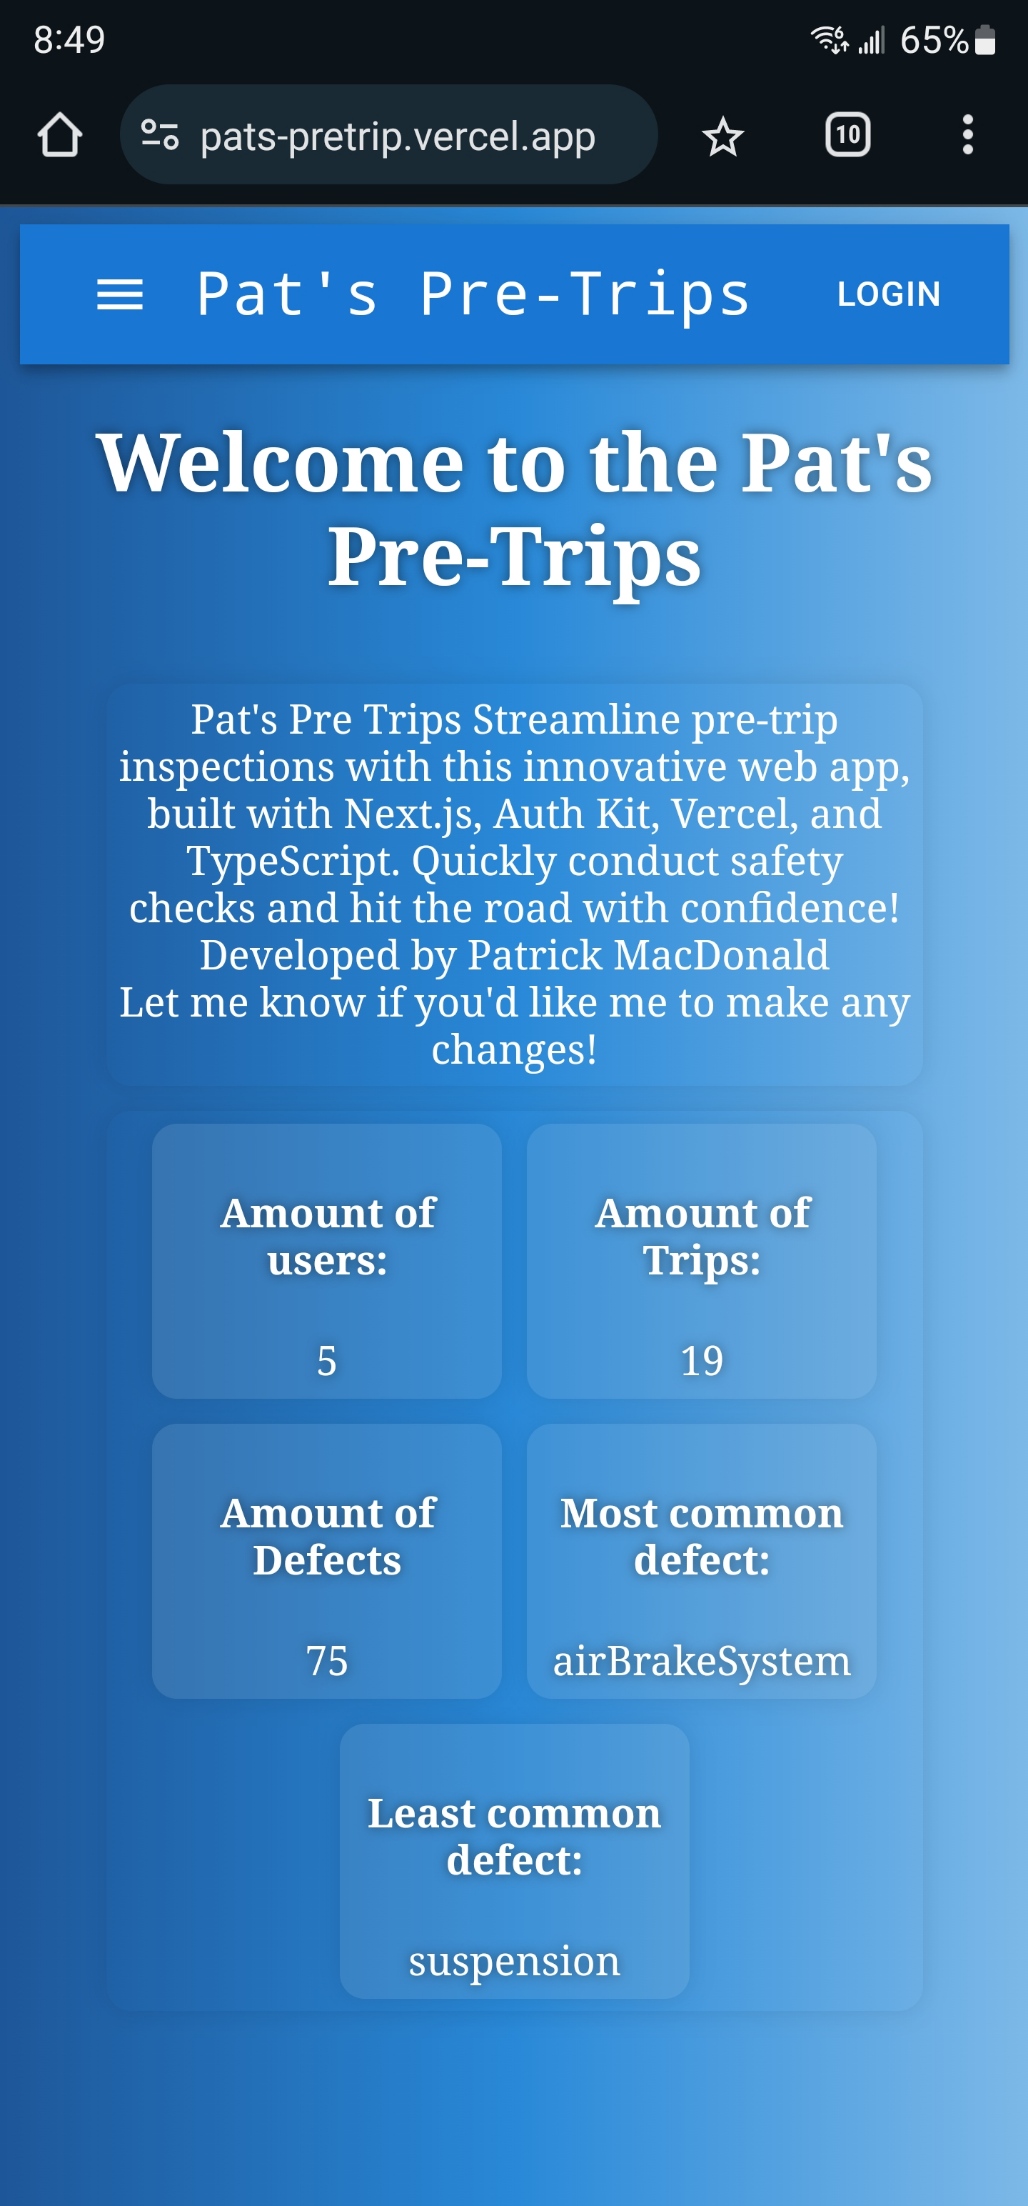 8:49
6 65%
pats-pretrip.vercel.app
10
Pat's Pre-Trips
LOGIN
Welcome to the Pat's
Pre-Trips
Pat's Pre Trips Streamline pre-trip
inspections with this innovative web app,
built with Next.js, Auth Kit, Vercel, and
TypeScript. Quickly conduct safety
checks and hit the road with confidence!
Developed by Patrick MacDonald
Let me know if you'd like me to make any
changes!
Amount of
users:
5
Amount of
Trips:
19
Amount of
Defects
75
Most common
defect:
airBrakeSystem
Least common
defect:
suspension